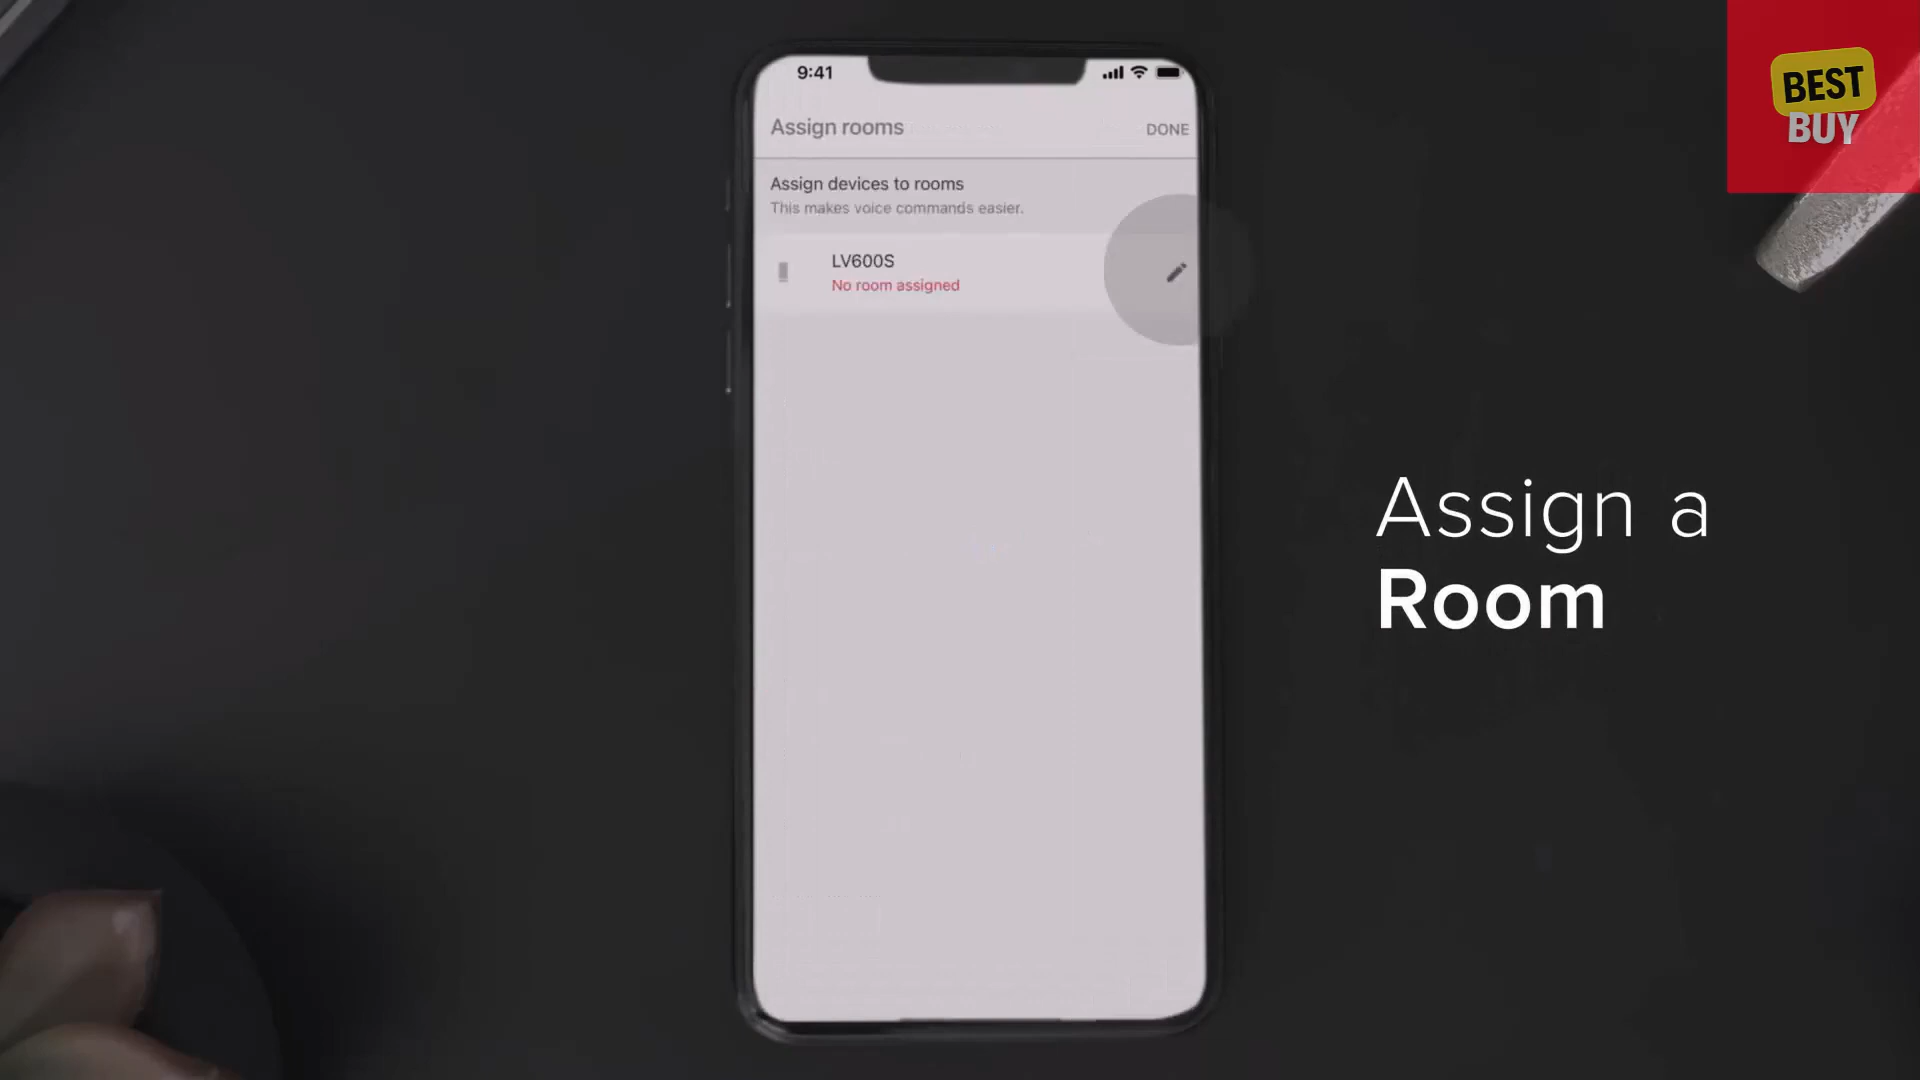 9:41
Assign rooms
DONE
Assign devices to rooms
This makes voice commands easier.
LV600S
No room assigned
Assign a
Room
BEST
BUY